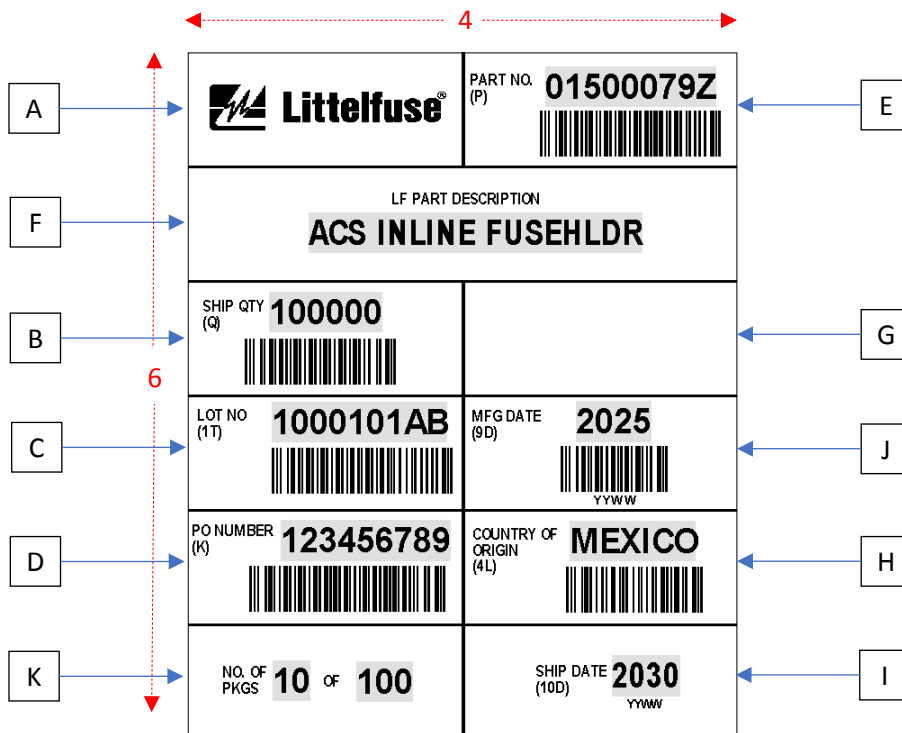 4
A
Littelfuse®
PART NO.
(P)
01500079Z
E
F
LF PART DESCRIPTION
ACS INLINE FUSEHLDR
B
SHIP QTY
(Q)
100000
G
6
C
LOT NO
(1T)
1000101AB
MFG DATE
(9D)
2025
YYWW
J
D
PO NUMBER
(K)
123456789
COUNTRY OF
ORIGIN
(4L)
MEXICO
H
K
NO. OF
PKGS
10 OF 100
SHIP DATE
(10D)
2030
YYWW
I